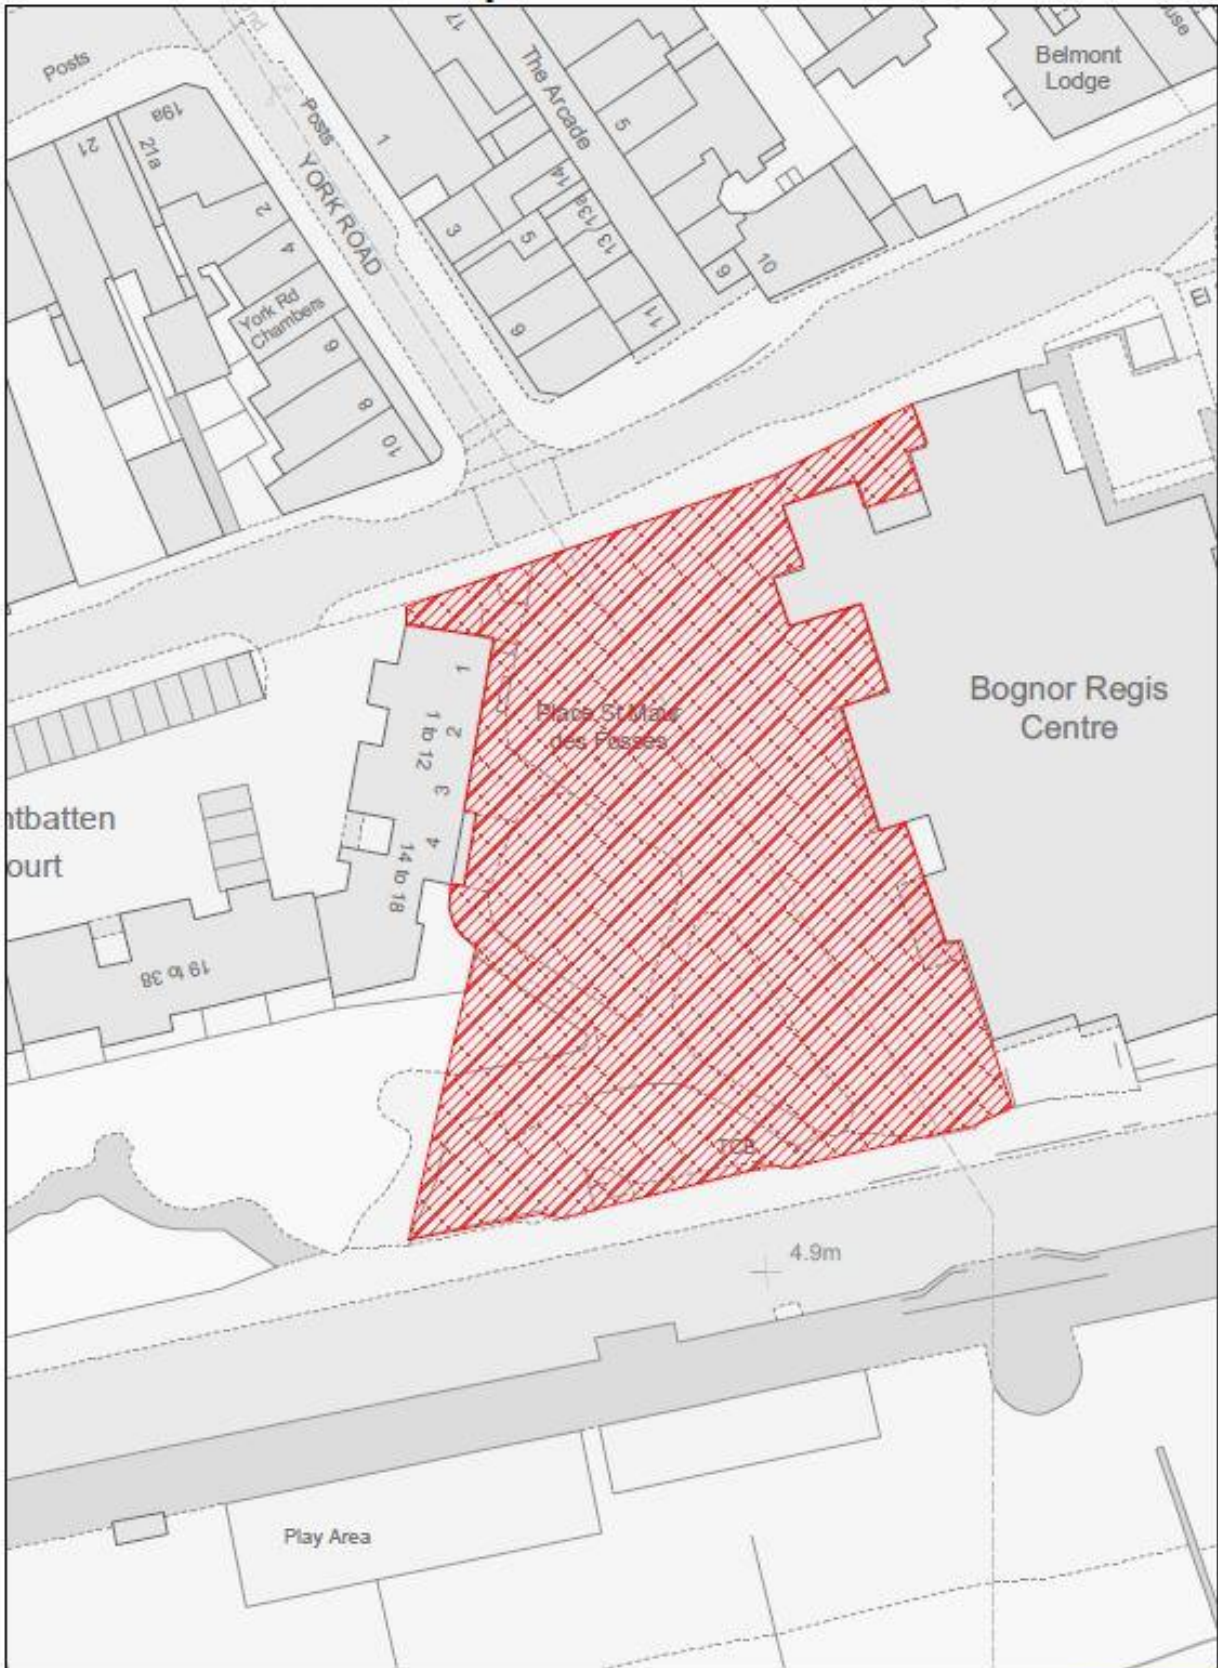 Posts
17
The Arcade
Belmont
Lodge
19a
21
21a
Posts
1
5
YORK ROAD
2
4
14
13a
13
3
5
9
10
11
York Rd
Chambers
6
8
10
6
E
Bognor Regis
Centre
Place St Maur
des Fosses
1
2
1 to 12
3
4
14 to 18
ntbatten
ourt
19 to 38
TCB
4.9m
Play Area